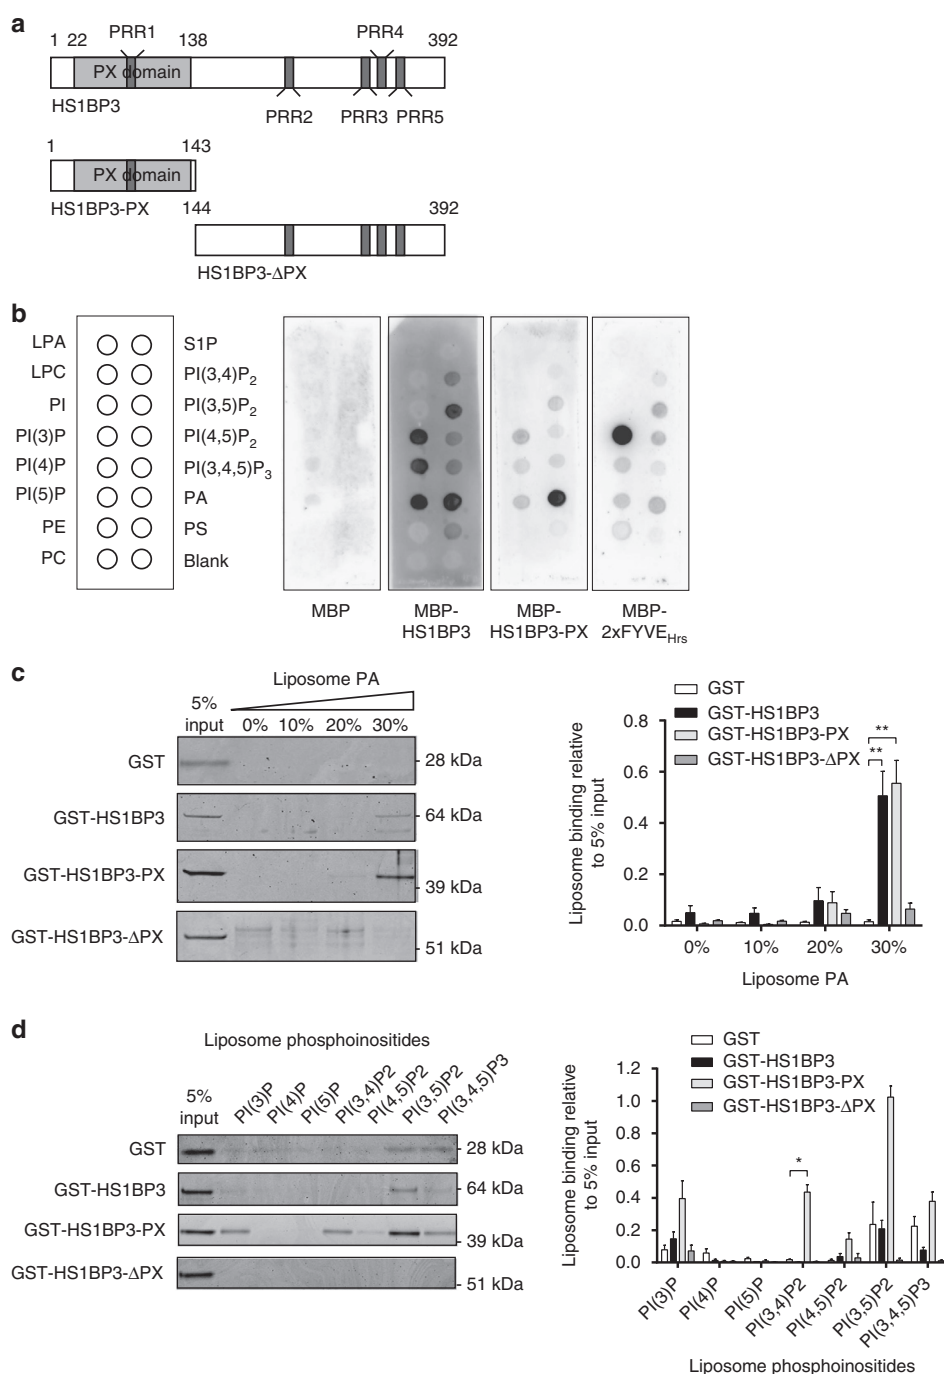 a
PRR1 PRR4
1 22 138 392
PX domain
HS1BP3
PRR2 PRR3 PRR5
1 143
PX domain
HS1BP3-PX
144 392
HS1BP3-ΔPX
b
LPA S1P
LPC PI(3,4)P2
PI PI(3,5)P2
PI(3)P PI(4,5)P2
PI(4)P PI(3,4,5)P3
PI(5)P PA
PE PS
PC Blank
MBP
MBP-
HS1BP3
MBP-
HS1BP3-PX
MBP-
2xFYVEHrs
c
Liposome PA
5%
input 0% 10% 20% 30%
GST 28 kDa
GST-HS1BP3 64 kDa
GST-HS1BP3-PX 39 kDa
GST-HS1BP3-ΔPX 51 kDa
GST
GST-HS1BP3
GST-HS1BP3-PX
GST-HS1BP3-ΔPX
**
**
Liposome binding relative
to 5% input
0.8
0.6
0.4
0.2
0.0
0% 10% 20% 30%
Liposome PA
d
Liposome phosphoinositides
5%
input PI(3)P PI(4)P PI(5)P PI(3,4)P2 PI(4,5)P2 PI(3,5)P2 PI(3,4,5)P3
GST 28 kDa
GST-HS1BP3 64 kDa
GST-HS1BP3-PX 39 kDa
GST-HS1BP3-ΔPX 51 kDa
GST
GST-HS1BP3
GST-HS1BP3-PX
GST-HS1BP3-ΔPX
*
Liposome binding relative
to 5% input
1.2
1.0
0.8
0.6
0.4
0.2
0.0
PI(3)P PI(4)P PI(5)P PI(3,4)P2 PI(4,5)P2 PI(3,5)P2 PI(3,4,5)P3
Liposome phosphoinositides